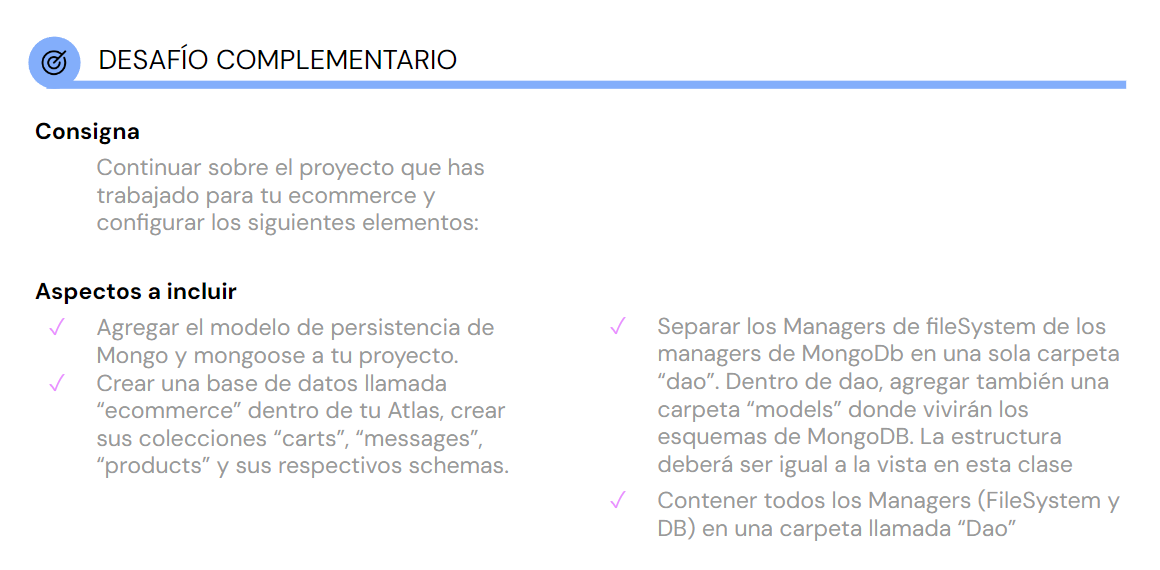 DESAFÍO COMPLEMENTARIO
Consigna
Continuar sobre el proyecto que has
trabajado para tu ecommerce y
configurar los siguientes elementos:
Aspectos a incluir
✓ Agregar el modelo de persistencia de
Mongo y mongoose a tu proyecto.
✓ Crear una base de datos llamada
“ecommerce” dentro de tu Atlas, crear
sus colecciones “carts”, “messages”,
“products” y sus respectivos schemas.
✓ Separar los Managers de fileSystem de los
managers de MongoDb en una sola carpeta
“dao”. Dentro de dao, agregar también una
carpeta “models” donde vivirán los
esquemas de MongoDB. La estructura
deberá ser igual a la vista en esta clase
✓ Contener todos los Managers (FileSystem y
DB) en una carpeta llamada “Dao”